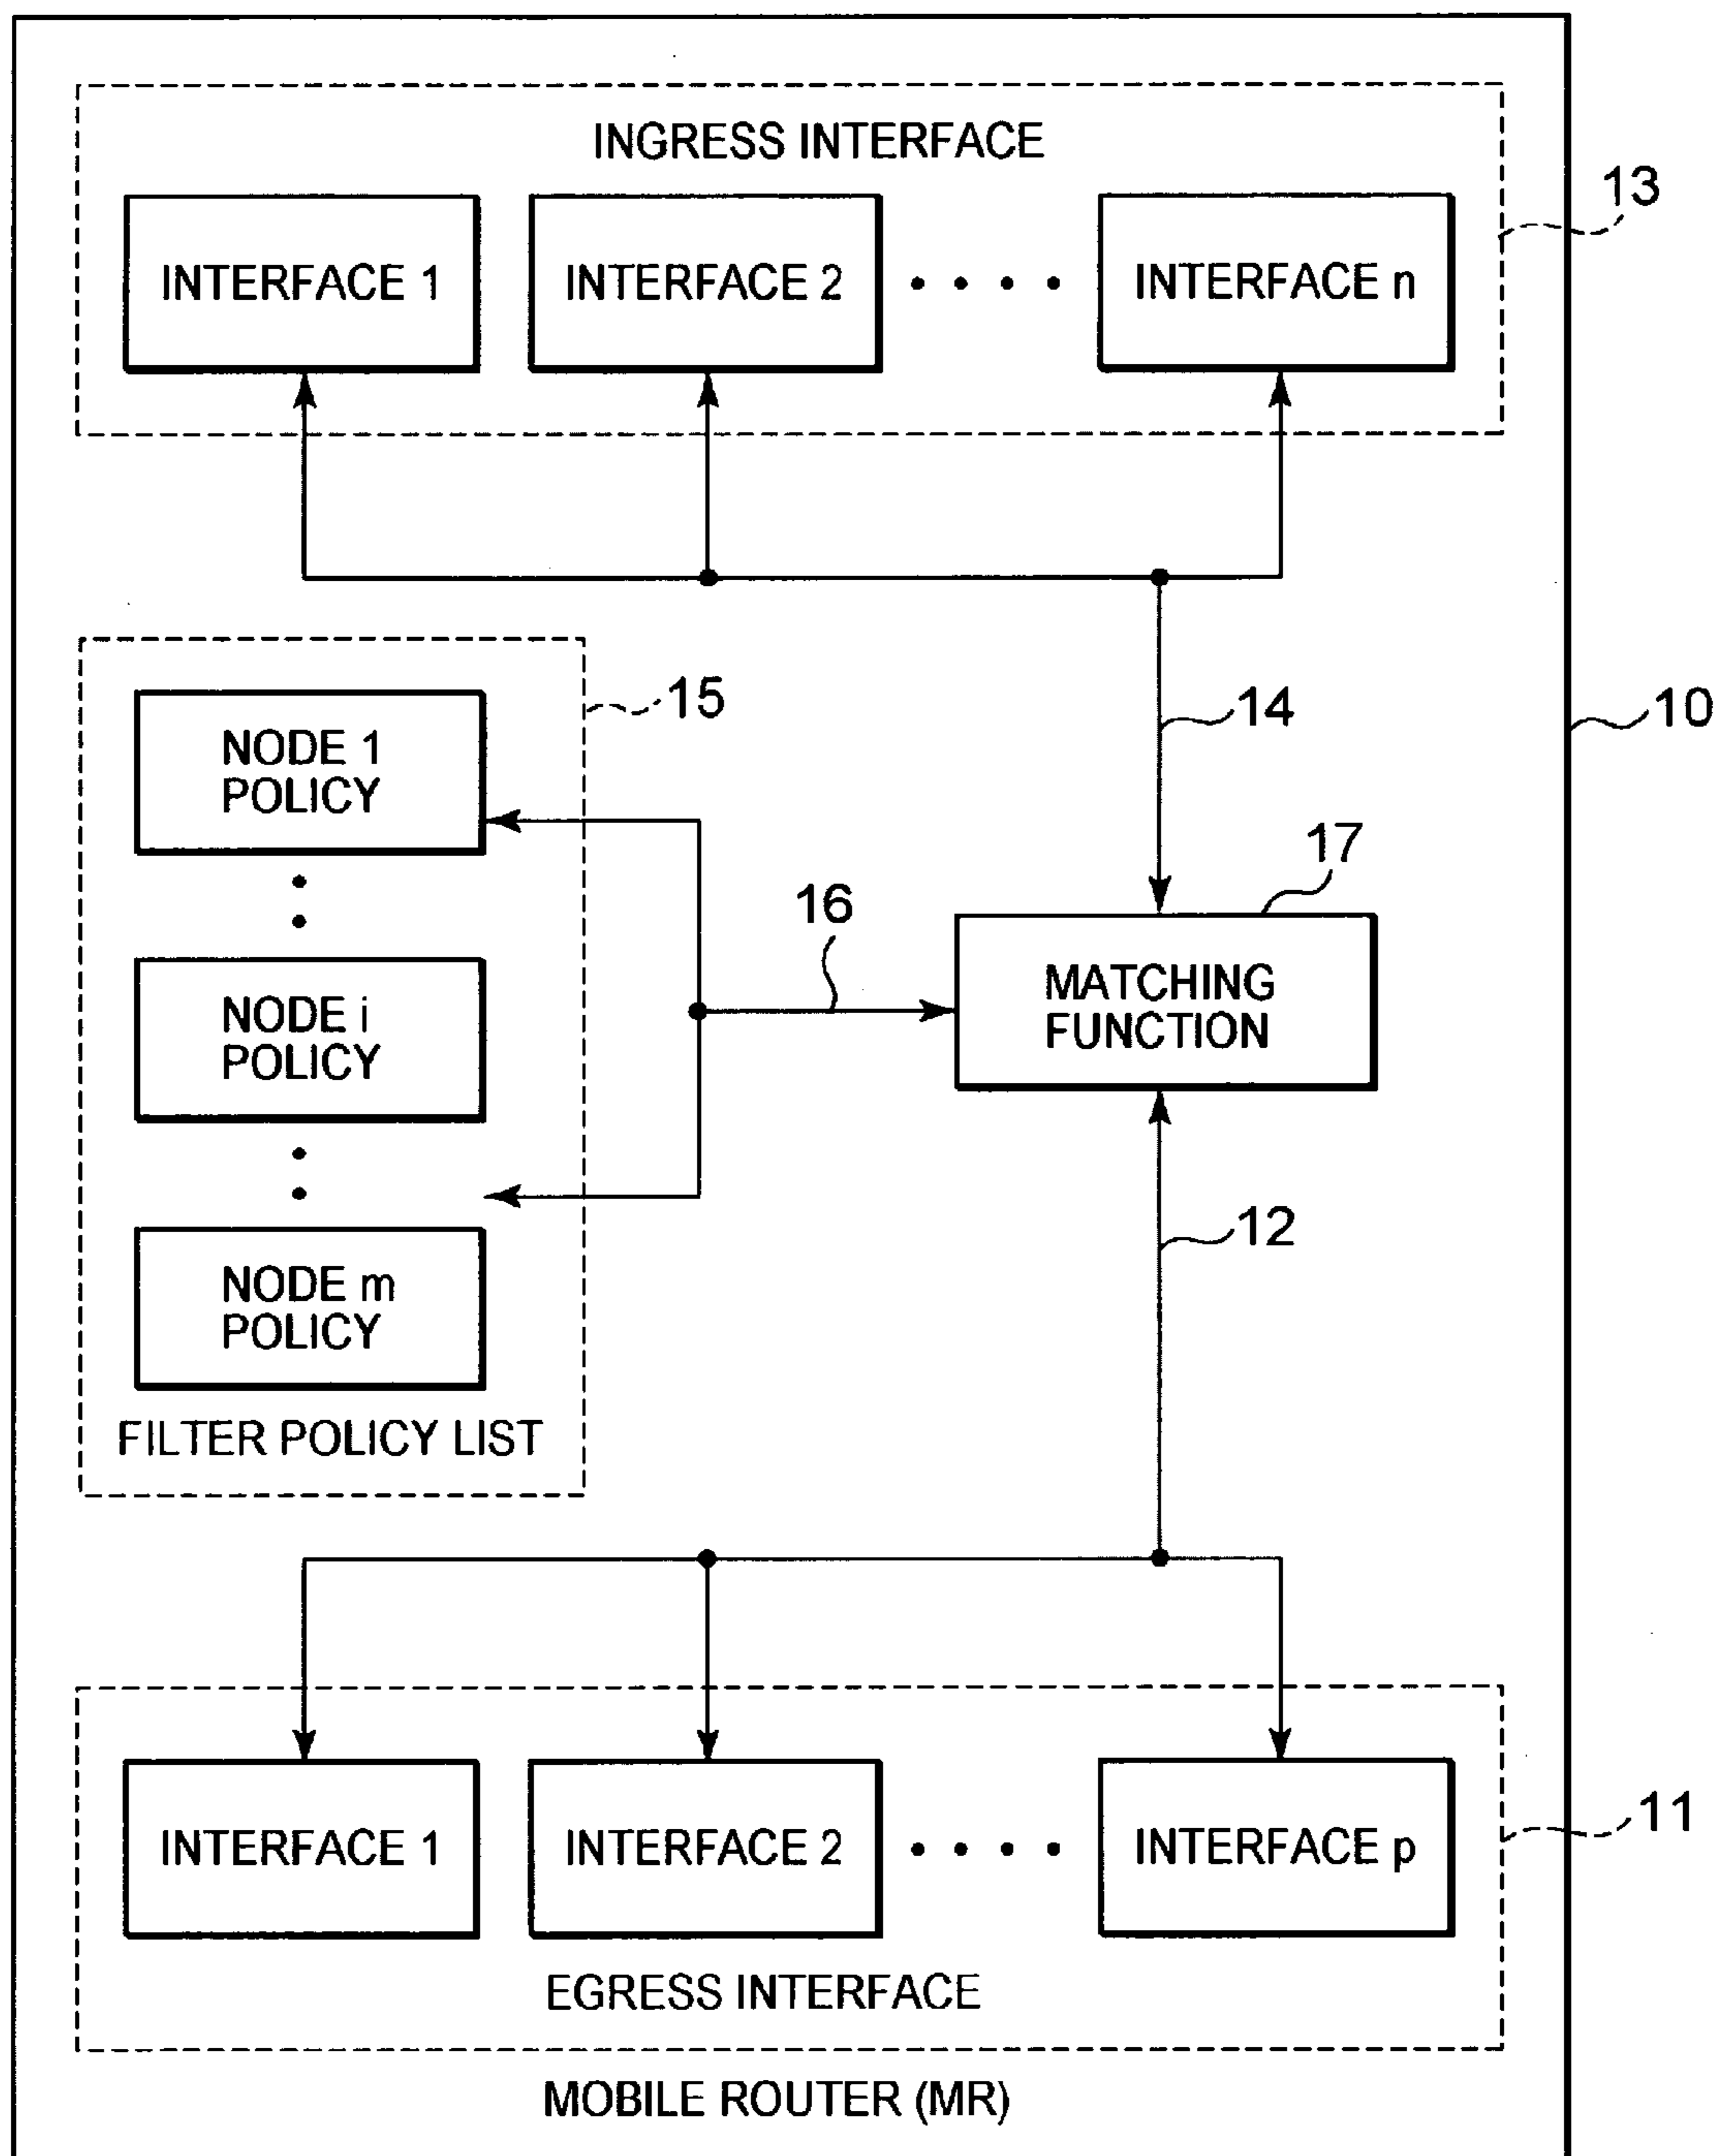 INGRESS INTERFACE
13
INTERFACE 1
INTERFACE 2
INTERFACE n
15
14
10
NODE 1
POLICY
17
16
NODE i
POLICY
MATCHING
FUNCTION
12
NODE m
POLICY
FILTER POLICY LIST
11
INTERFACE 1
INTERFACE 2
INTERFACE p
EGRESS INTERFACE
MOBILE ROUTER (MR)